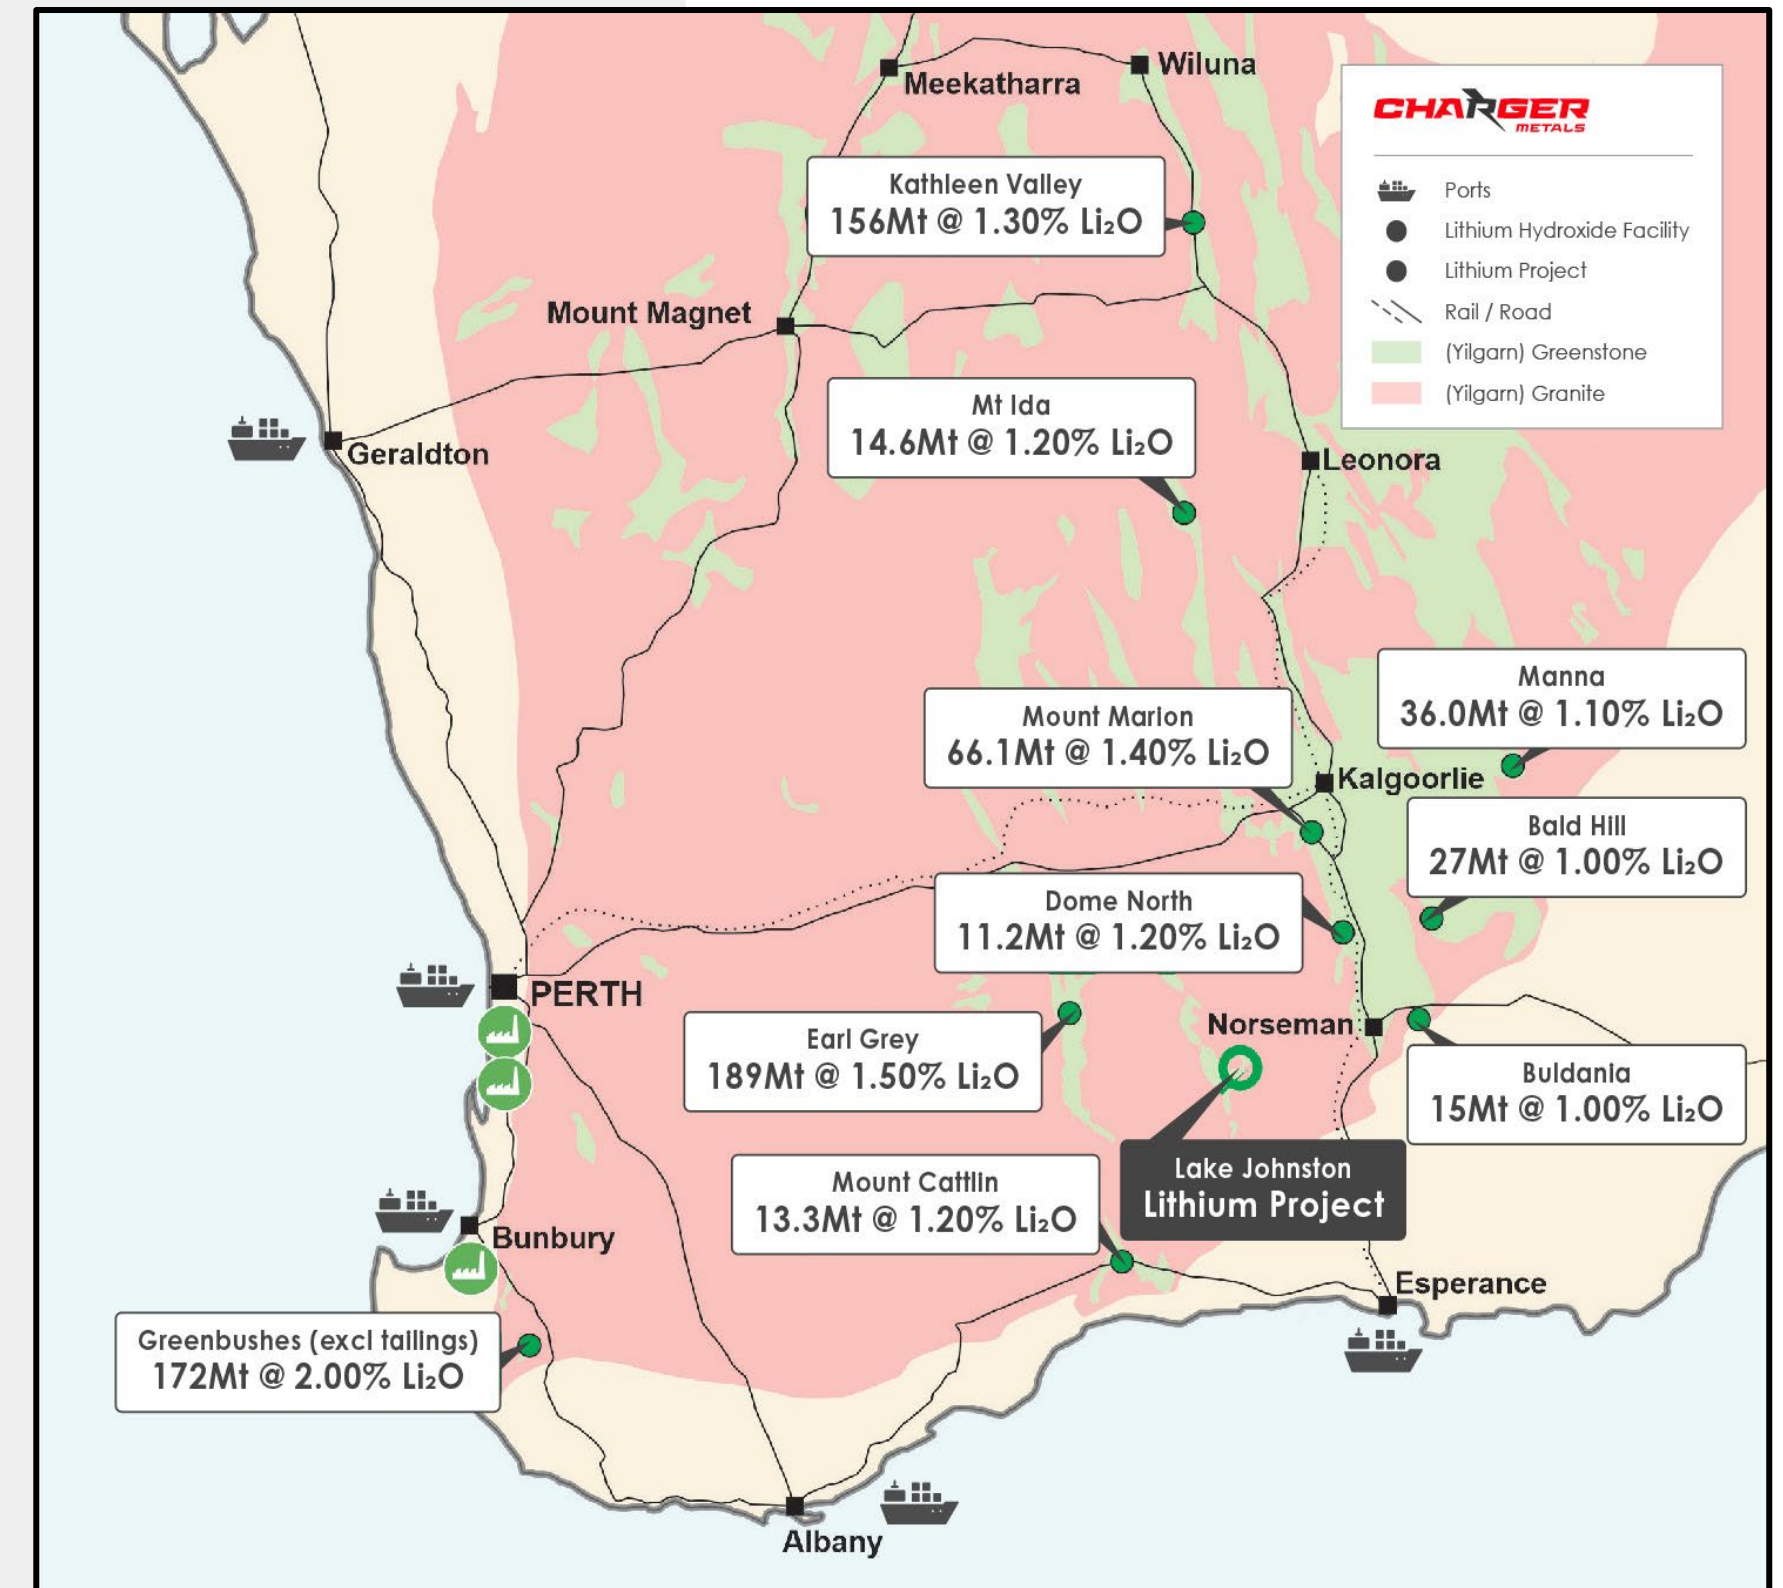 Meekatharra
Wiluna
CHARGER
METALS
Ports
Lithium Hydroxide Facility
Lithium Project
Rail / Road
(Yilgarn) Greenstone
(Yilgarn) Granite
Kathleen Valley
156Mt @ 1.30% Li₂O
Mount Magnet
Mt Ida
14.6Mt @ 1.20% Li₂O
Geraldton
Leonora
Manna
36.0Mt @ 1.10% Li₂O
Mount Marion
66.1Mt @ 1.40% Li₂O
Kalgoorlie
Bald Hill
27Mt @ 1.00% Li₂O
Dome North
11.2Mt @ 1.20% Li₂O
PERTH
Norseman
Earl Grey
189Mt @ 1.50% Li₂O
Buldania
15Mt @ 1.00% Li₂O
Lake Johnston
Lithium Project
Mount Cattlin
13.3Mt @ 1.20% Li₂O
Bunbury
Esperance
Greenbushes (excl tailings)
172Mt @ 2.00% Li₂O
Albany